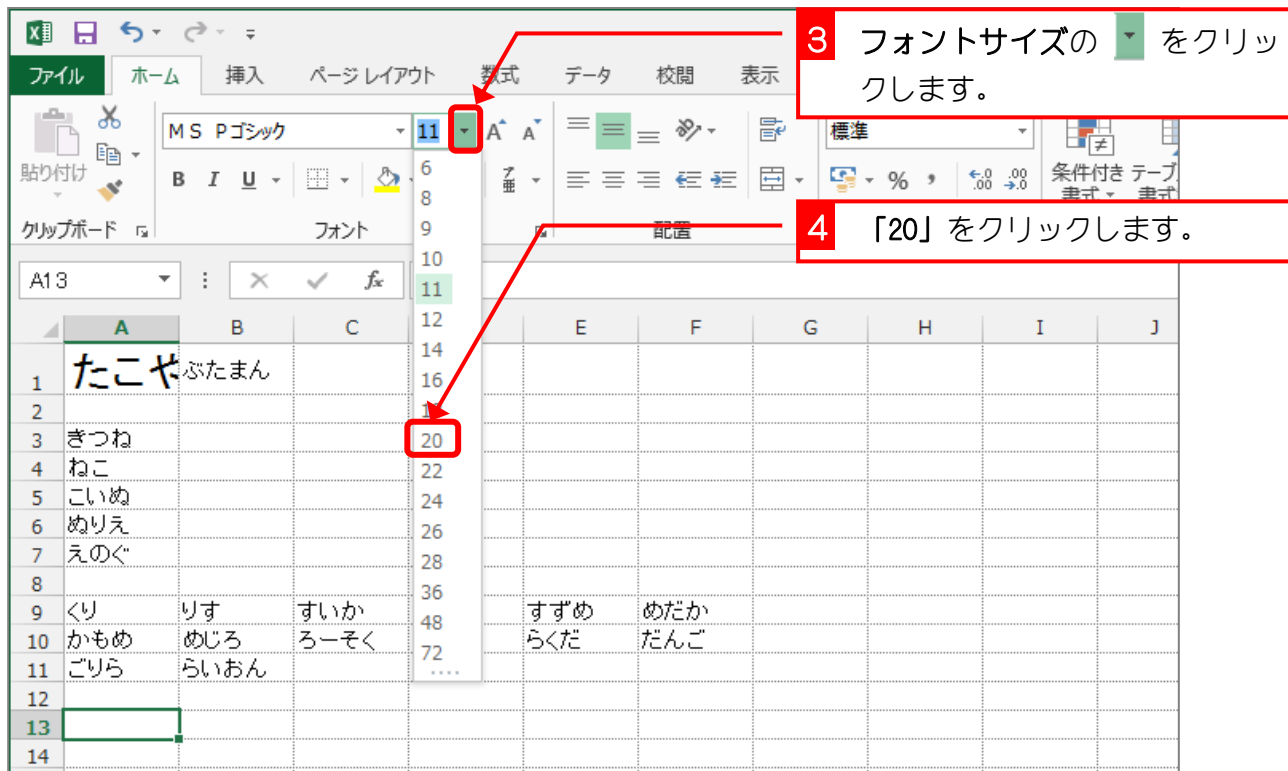 3 フォントサイズの をクリッ
クします。
ファイル ホーム 挿入 ページ レイアウト 数式 データ 校閲 表示
ＭＳ Ｐゴシック 11 A A 標準
貼り付け B I U 亜 % , .00 .0 条件付き テーブ
書式 書式
クリップボード フォント 配置
4 「20」をクリックします。
6
8
9
10
11
12
14
16
20
22
24
26
28
36
48
72
A13 fx
A B C E F G H I J
1 たこや ぶたまん
2
3 きつね
4 ねこ
5 こいぬ
6 ぬりえ
7 えのぐ
8
9 くり りす すいか すずめ めだか
10 かもめ めじろ ろーそく らくだ だんご
11 ごりら らいおん
12
13
14